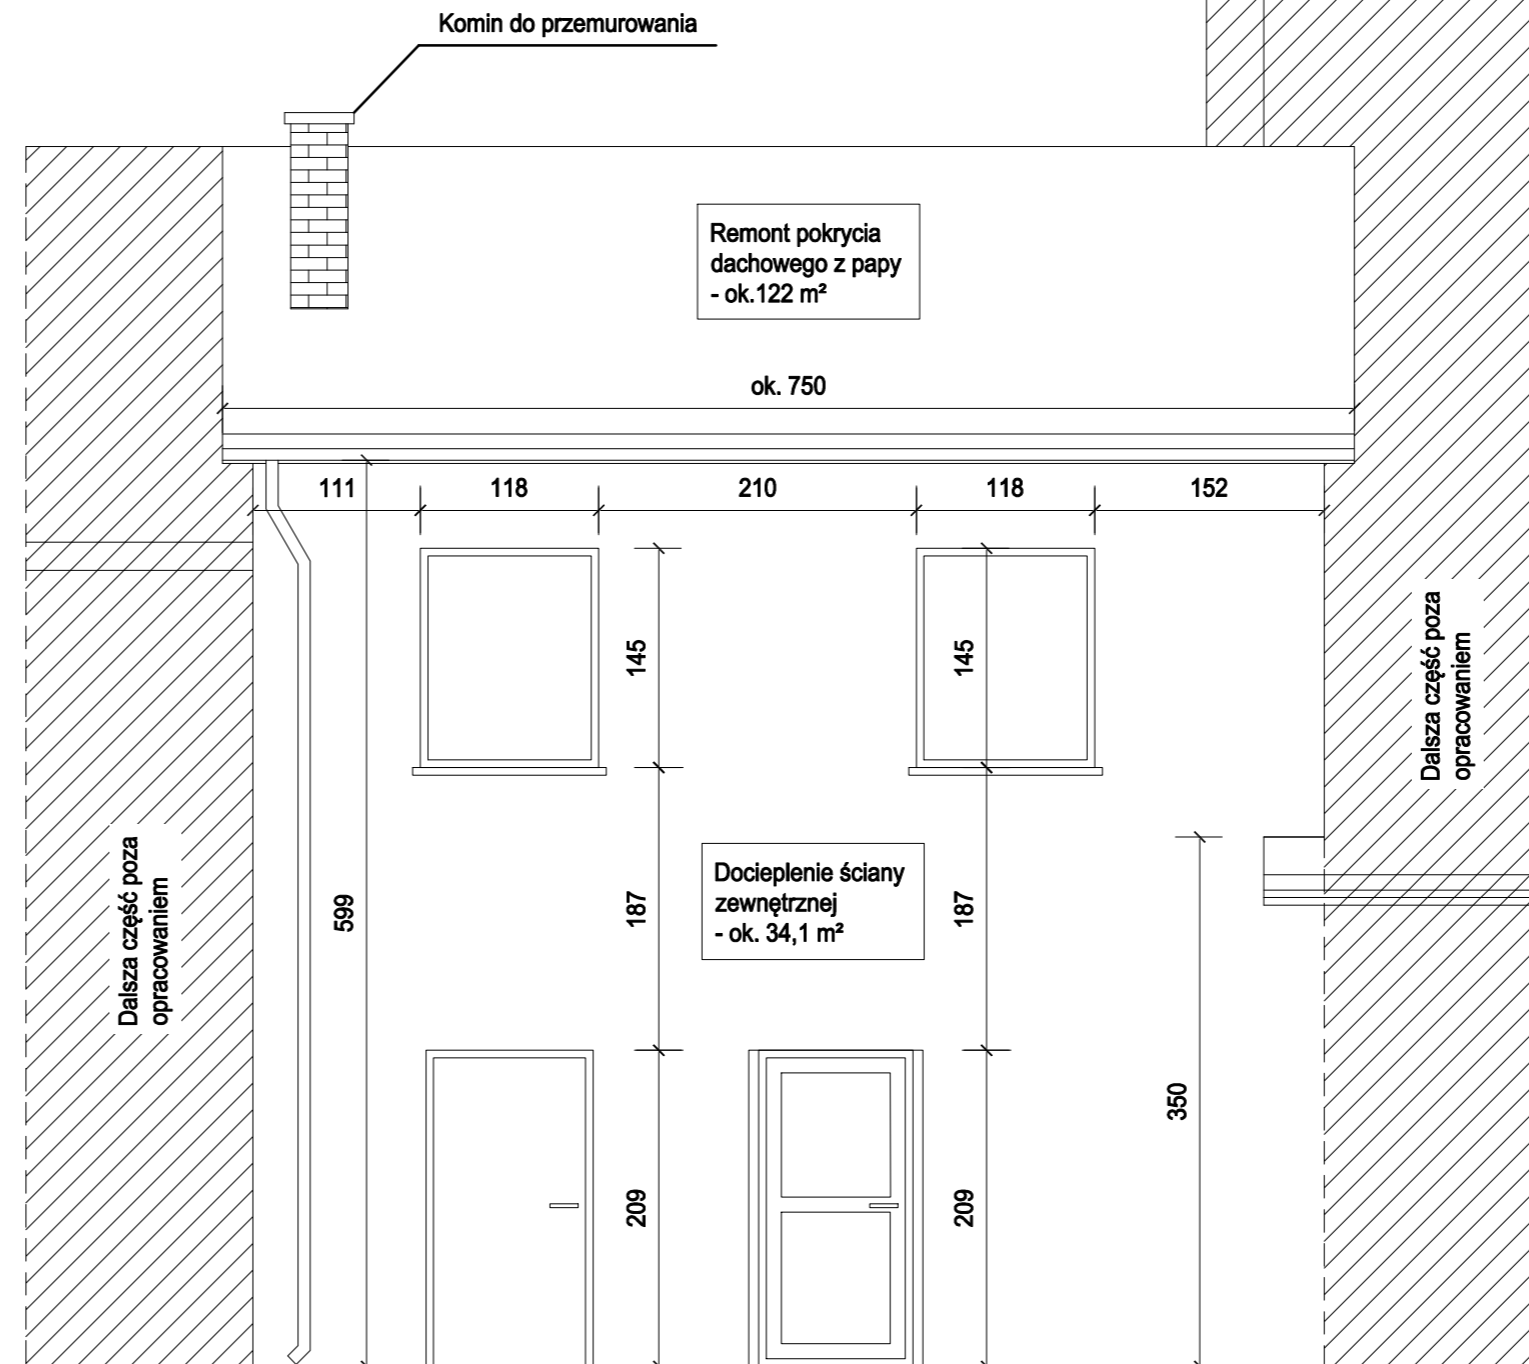 Komin do przemurowania
Remont pokrycia
dachowego z papy
- ok.122 m²
ok. 750
111
118
210
118
152
145
145
Dalsza część poza
opracowaniem
Docieplenie ściany
zewnętrznej
- ok. 34,1 m²
Dalsza część poza
opracowaniem
599
187
187
350
209
209